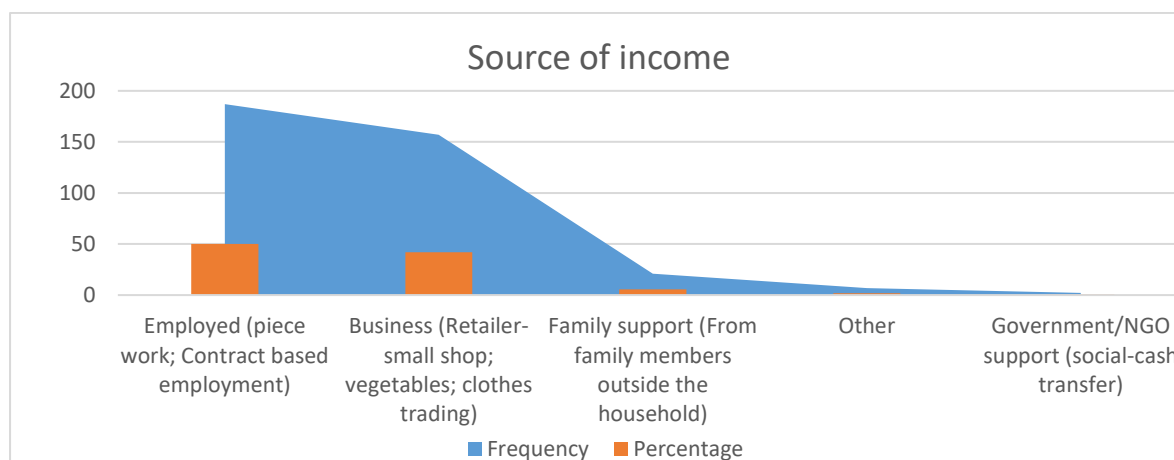 Source of income
200
150
100
50
0
Employed (piece work; Contract based employment)
Business (Retailer-small shop; vegetables; clothes trading)
Family support (From family members outside the household)
Other
Government/NGO support (social-cash transfer)
Frequency
Percentage